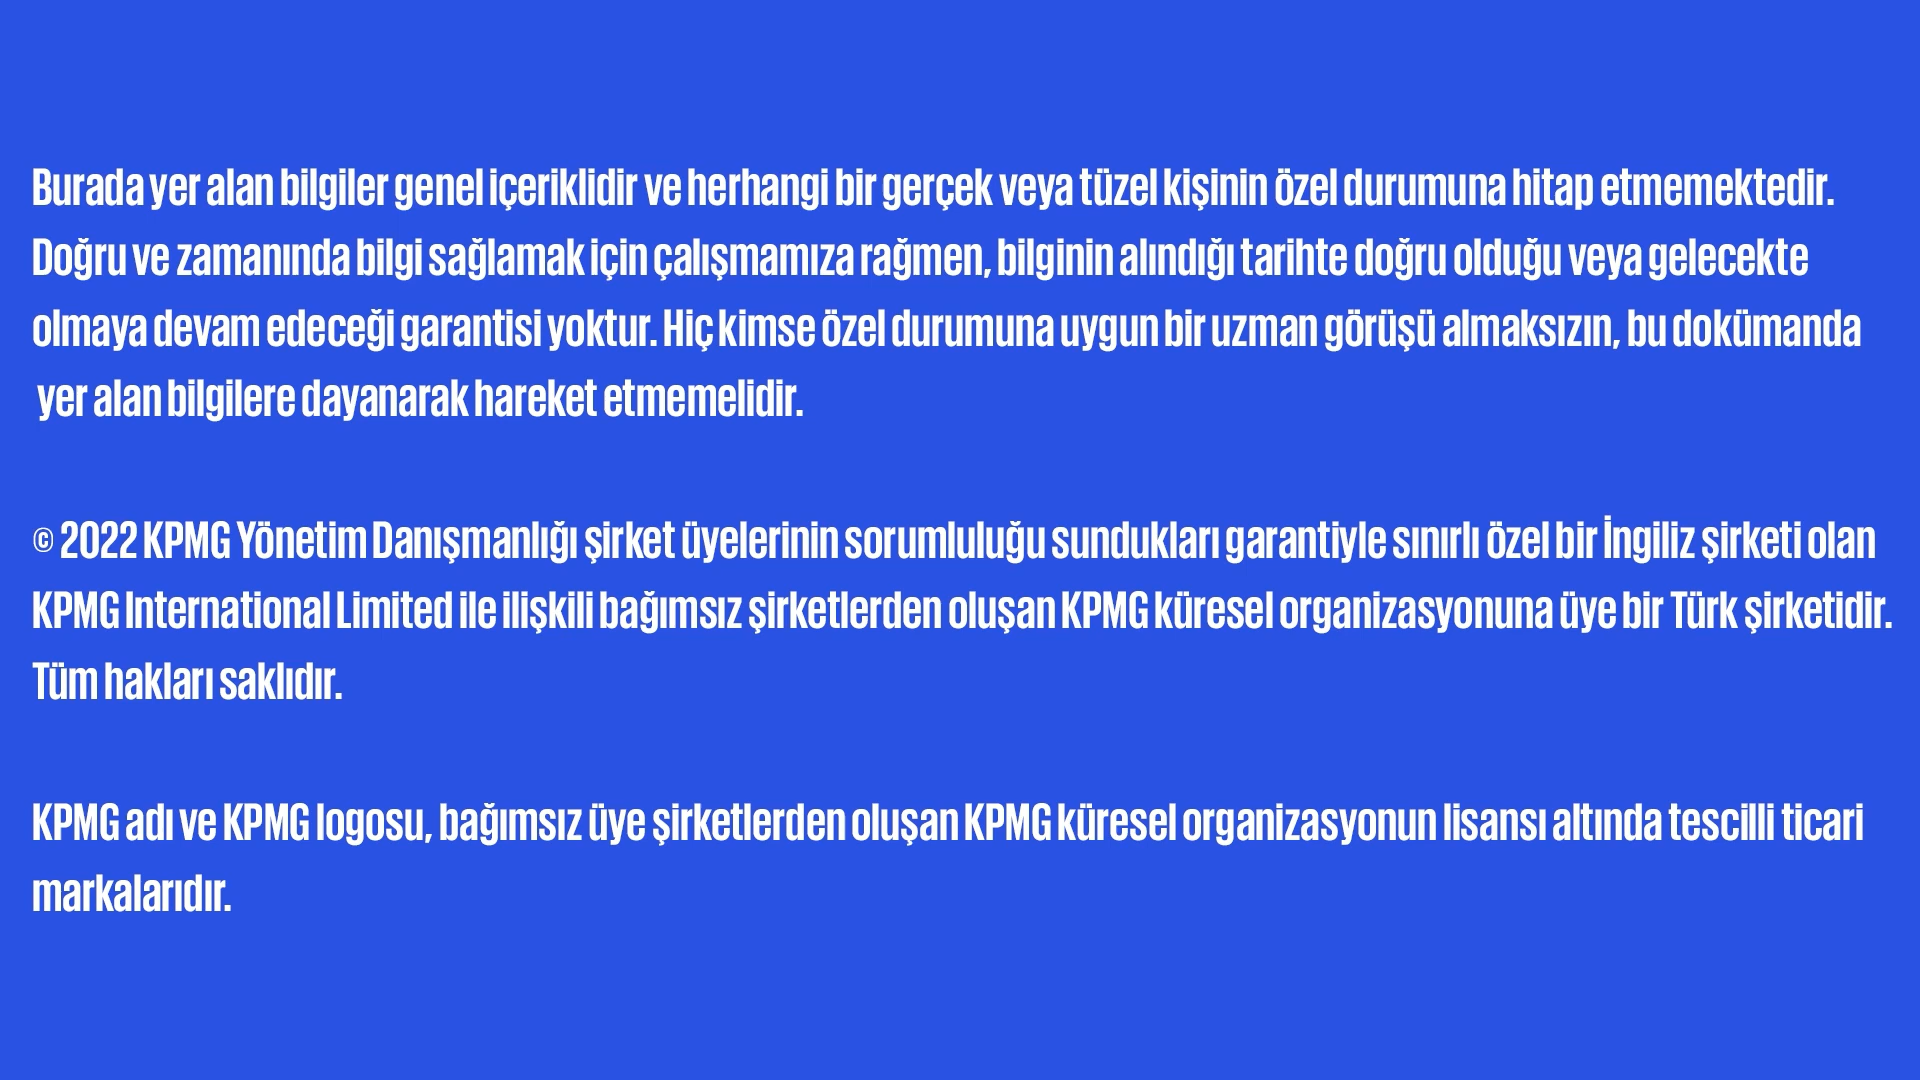 Burada yer alan bilgiler genel içeriklidir ve herhangi bir gerçek veya tüzel kişinin özel durumuna hitap etmemektedir.
Doğru ve zamanında bilgi sağlamak için çalışmamıza rağmen, bilginin alındığı tarihte doğru olduğu veya gelecekte
olmaya devam edeceği garantisi yoktur. Hiç kimse özel durumuna uygun bir uzman görüşü almaksızın, bu dokümanda
yer alan bilgilere dayanarak hareket etmemelidir.
© 2022 KPMG Yönetim Danışmanlığı şirket üyelerinin sorumluluğu sundukları garantiyle sınırlı özel bir İngiliz şirketi olan
KPMG International Limited ile ilişkili bağımsız şirketlerden oluşan KPMG küresel organizasyonuna üye bir Türk şirketidir.
Tüm hakları saklıdır.
KPMG adı ve KPMG logosu, bağımsız üye şirketlerden oluşan KPMG küresel organizasyonun lisansı altında tescilli ticari
markalarıdır.